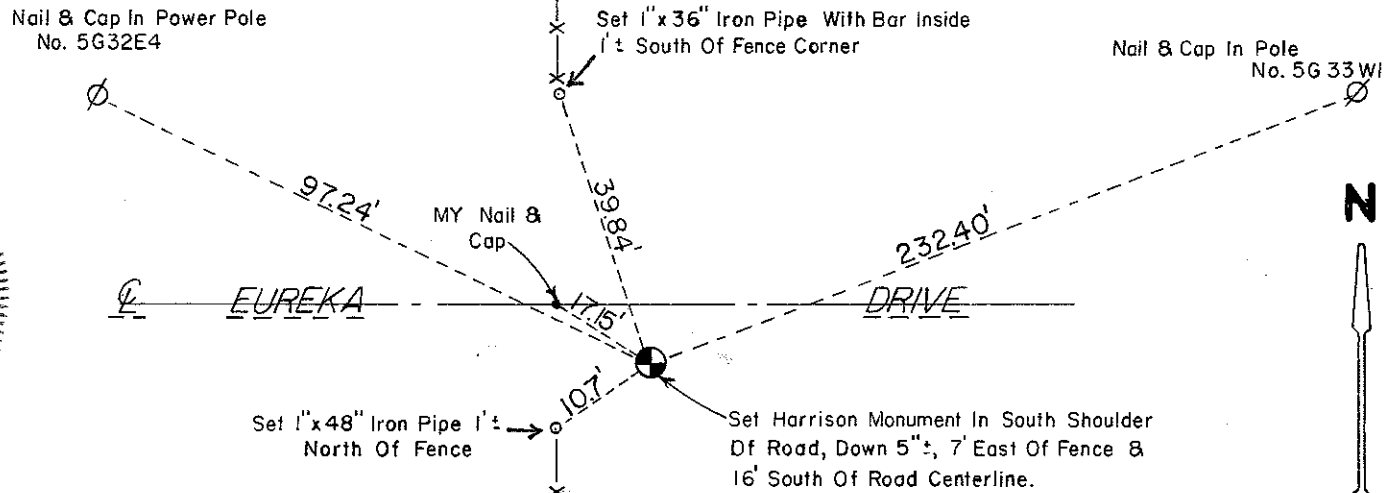 Nail & Cap In Power Pole
No. 5G32E4
Set 1"x 36" Iron Pipe With Bar Inside
1'± South Of Fence Corner
Nail & Cap In Pole
No. 5G 33 W1
97.24'
MY Nail &
Cap
39.84'
232.40'
N
℄ EUREKA DRIVE
17.15'
10.7'
Set 1"x 48" Iron Pipe 1'±
North Of Fence
Set Harrison Monument In South Shoulder
Of Road, Down 5"±, 7' East Of Fence &
16' South Of Road Centerline.